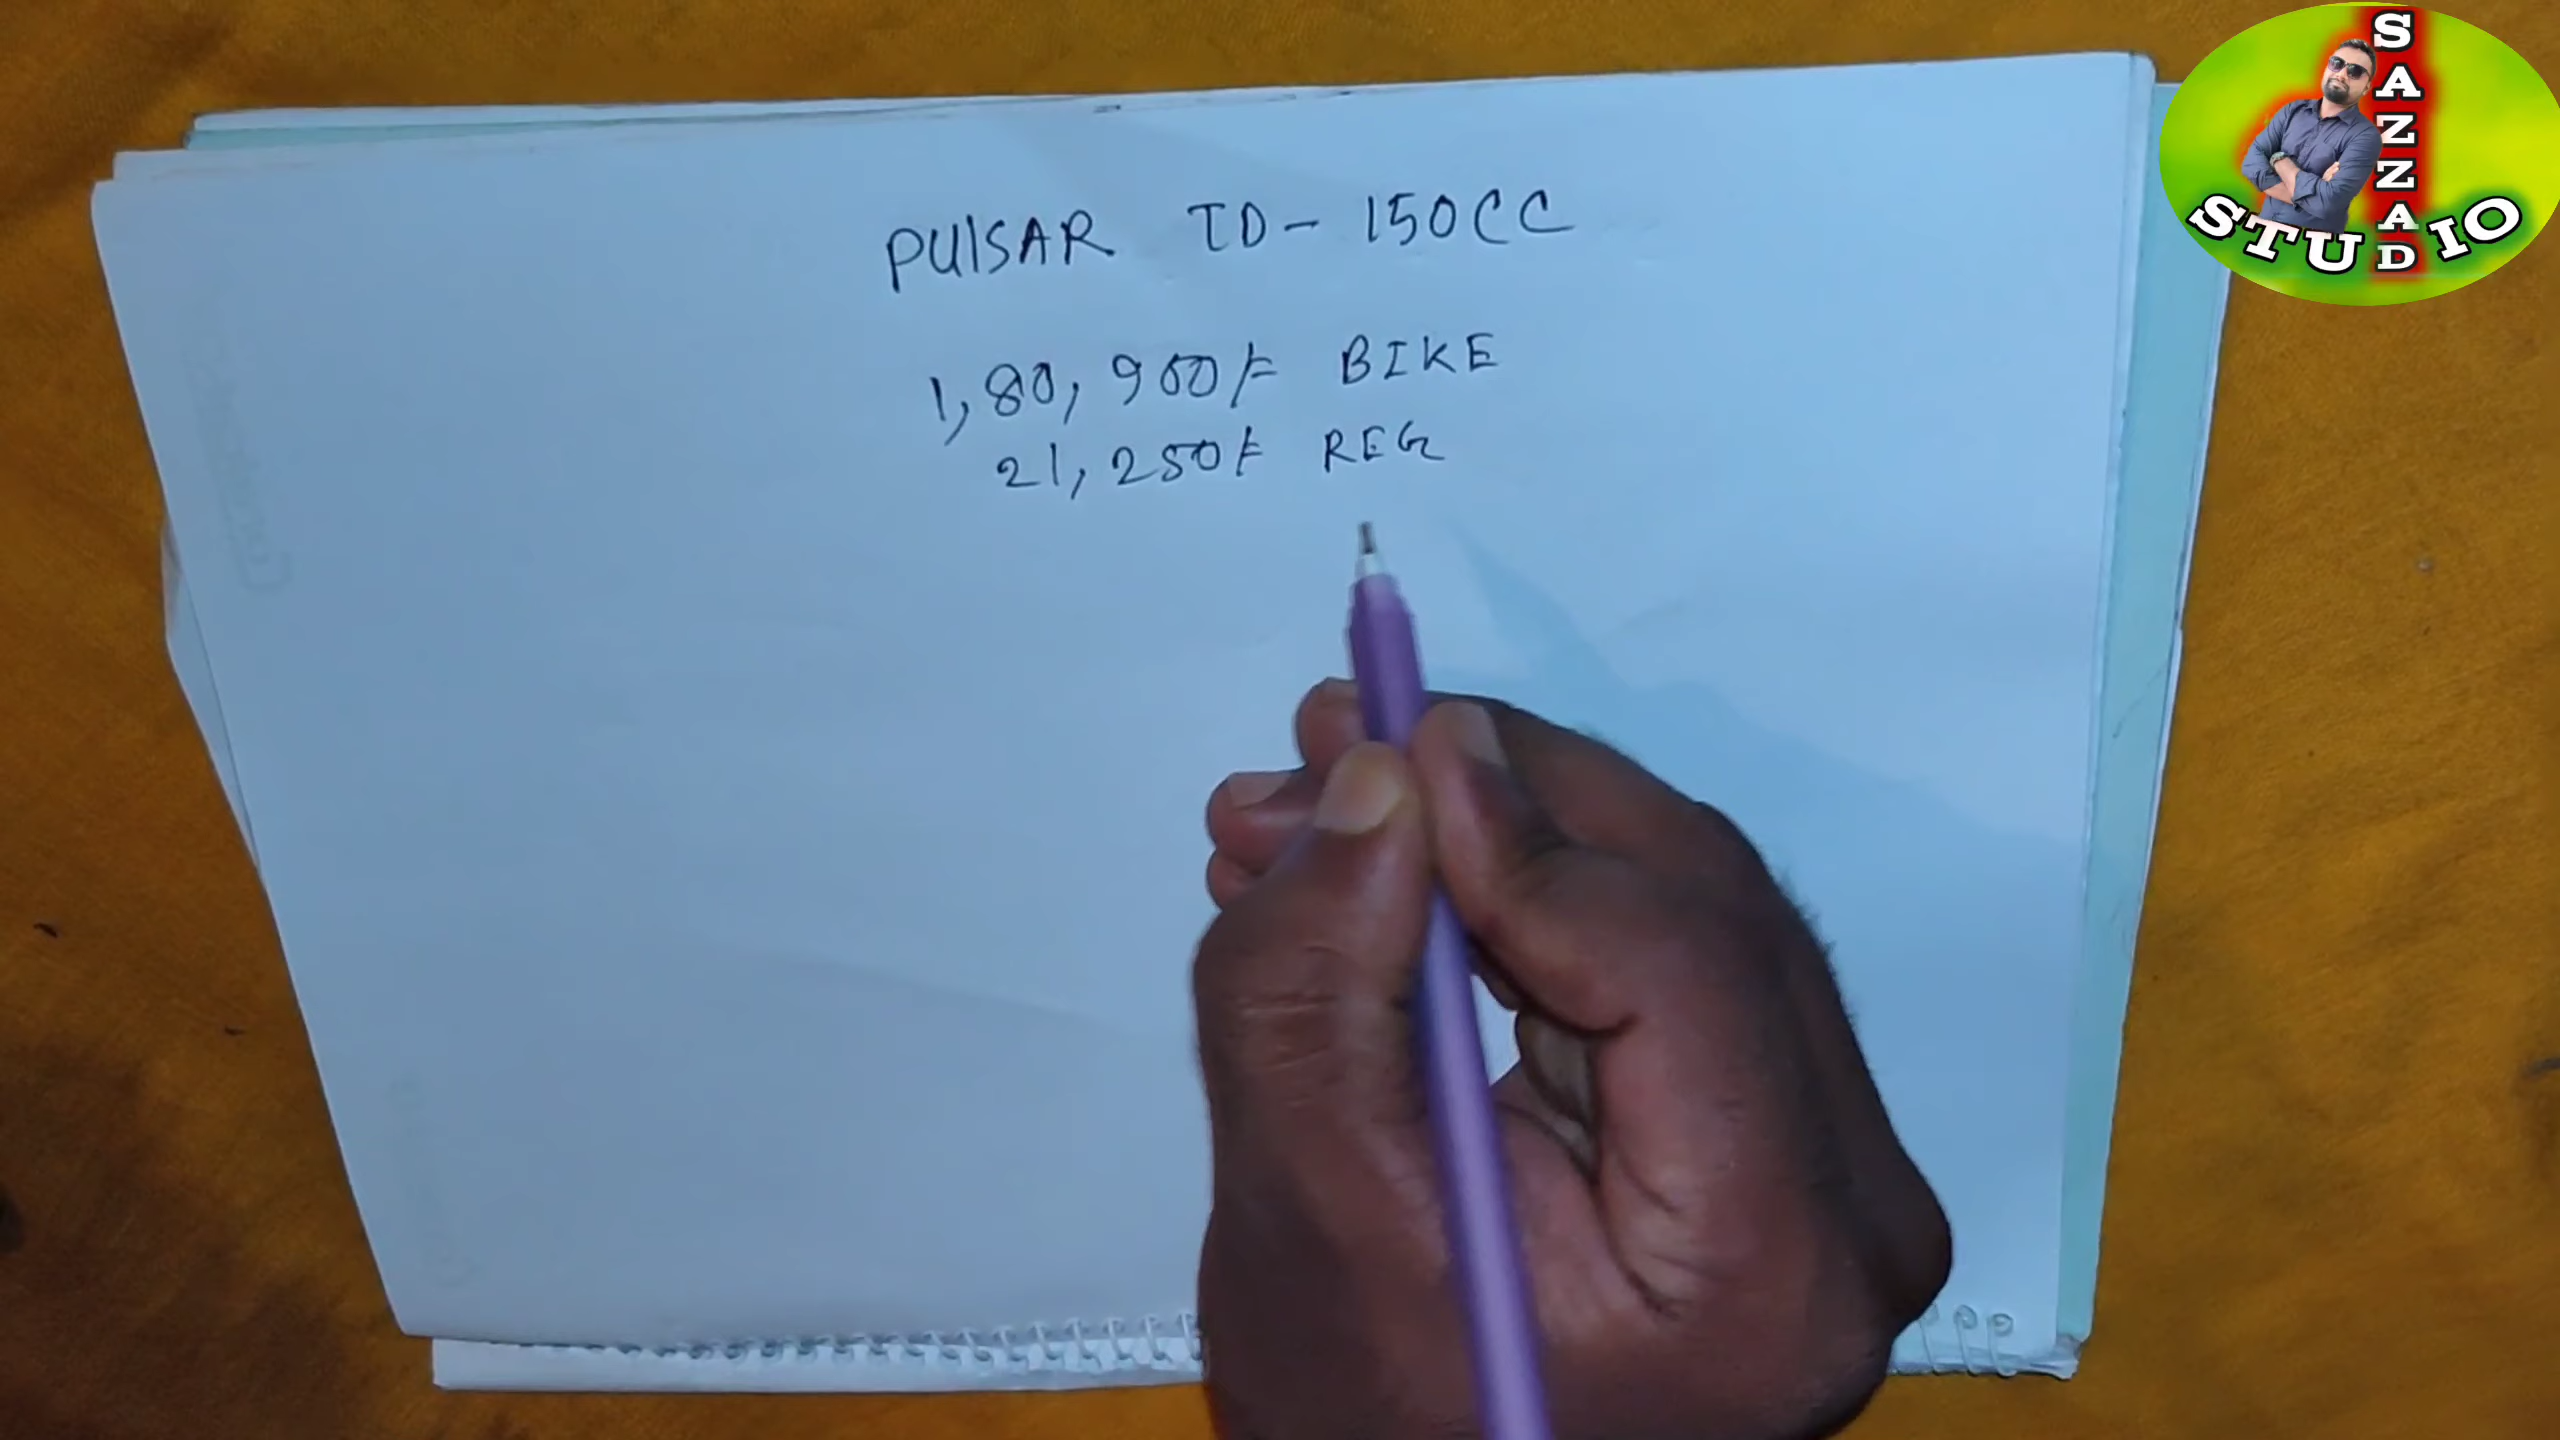 PULSAR TD - 150CC
1,80,900/= BIKE
21,250/= REG
SAZZAD
STUDIO